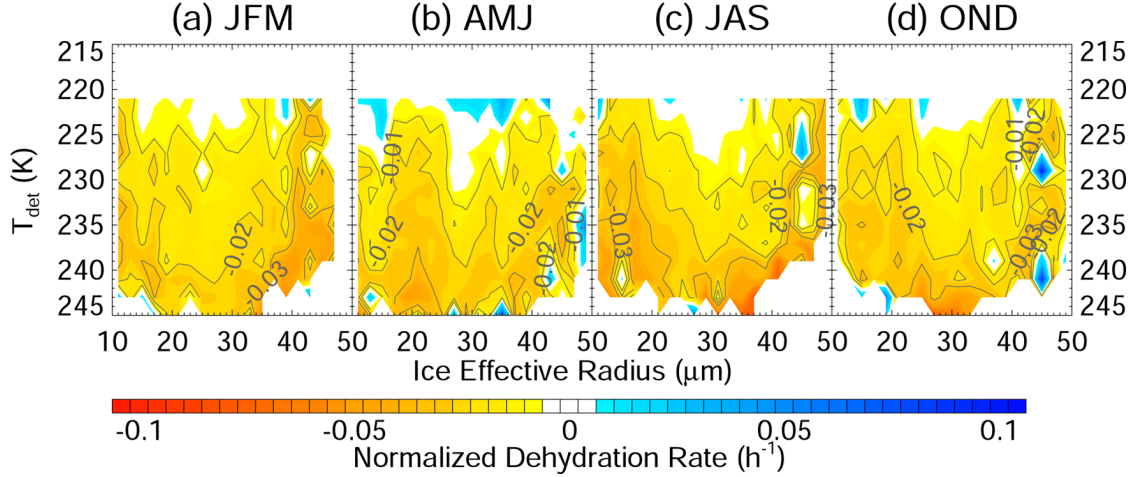 (a) JFM (b) AMJ (c) JAS (d) OND
215 215
220 220
225 225
230 230
235 235
240 240
245 245
T_det (K)
-0.02 -0.03
-0.01 -0.02 -0.02 -0.01 0.02
-0.03 -0.02 -0.03
-0.02 -0.01 -0.02 -0.03 -0.02
10 20 30 40 50 20 30 40 50 20 30 40 50 20 30 40 50
Ice Effective Radius (μm)
-0.1 -0.05 0 0.05 0.1
Normalized Dehydration Rate (h⁻¹)